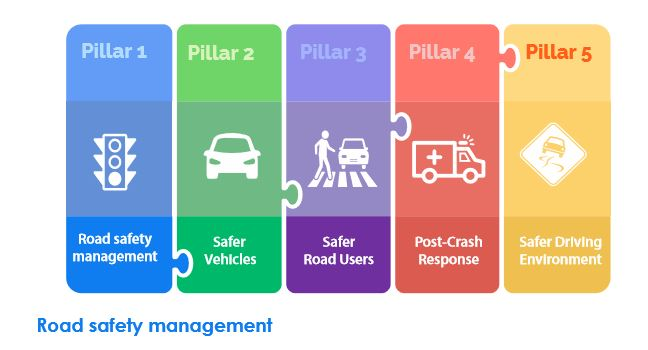 Pillar 1
Pillar 2
Pillar 3
Pillar 4
Pillar 5
Road safety
management
Safer
Vehicles
Safer
Road Users
Post-Crash
Response
Safer Driving
Environment
Road safety management